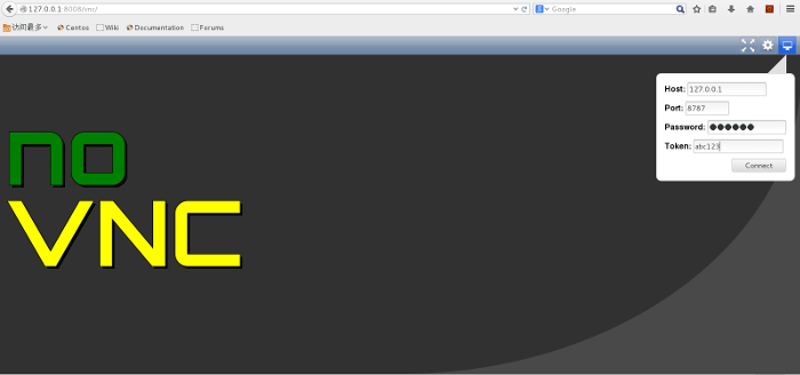 127.0.0.1:8008/vnc/
Google
访问最多
Centos
Wiki
Documentation
Forums
Host: 127.0.0.1
Port: 8787
Password: ●●●●●●
Token: abc123
Connect
no
VNC